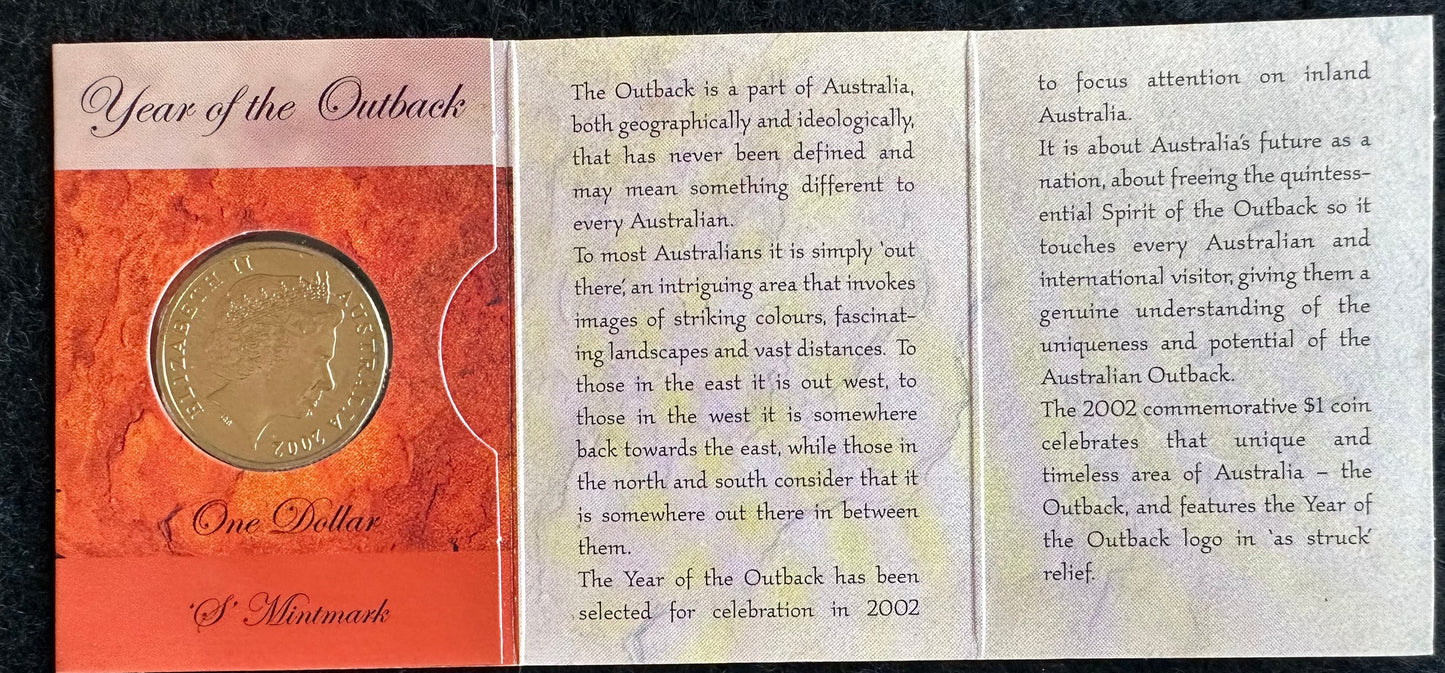 Year of the Outback
ELIZABETH II
AUSTRALIA 2002
One Dollar
'S' Mintmark
The Outback is a part of Australia,
both geographically and ideologically,
that has never been defined and
may mean something different to
every Australian.
To most Australians it is simply 'out
there', an intriguing area that invokes
images of striking colours, fascinat-
ing landscapes and vast distances. To
those in the east it is out west, to
those in the west it is somewhere
back towards the east, while those in
the north and south consider that it
is somewhere out there in between
them.
The Year of the Outback has been
selected for celebration in 2002
to focus attention on inland
Australia.
It is about Australia's future as a
nation, about freeing the quintess-
ential Spirit of the Outback so it
touches every Australian and
international visitor, giving them a
genuine understanding of the
uniqueness and potential of the
Australian Outback.
The 2002 commemorative $1 coin
celebrates that unique and
timeless area of Australia – the
Outback, and features the Year of
the Outback logo in 'as struck'
relief.